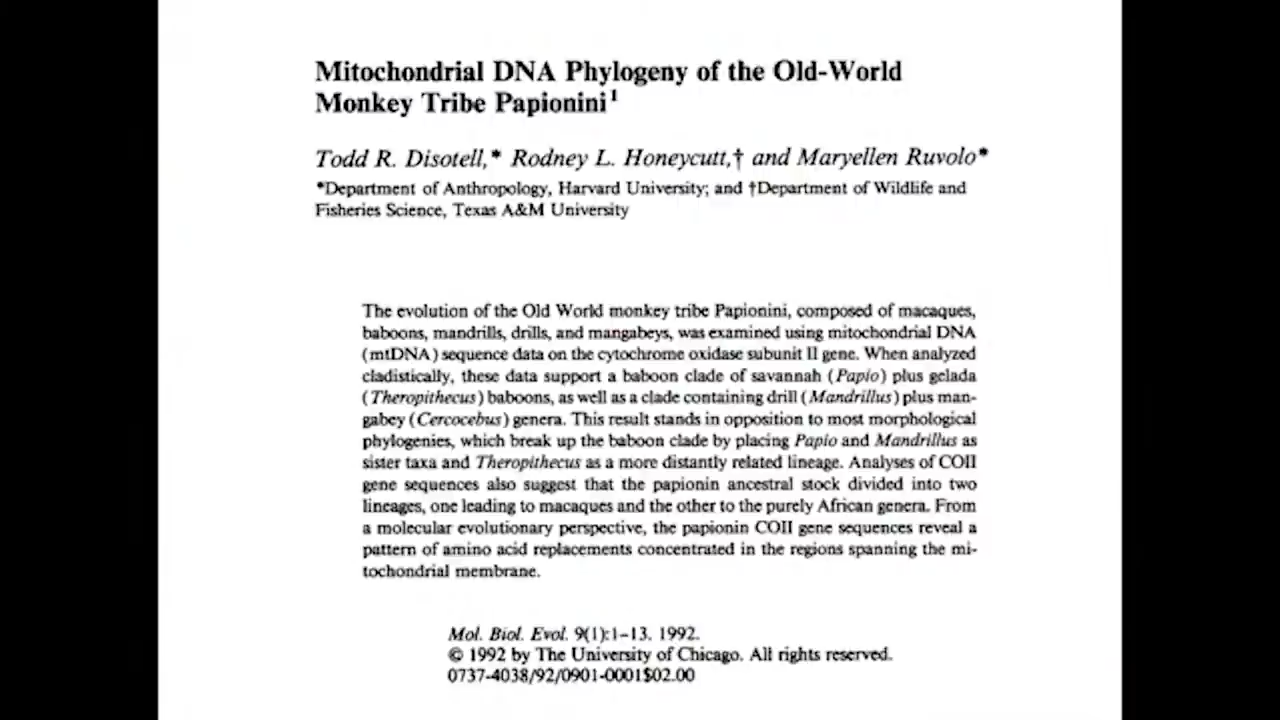 Mitochondrial DNA Phylogeny of the Old-World
Monkey Tribe Papionini¹
Todd R. Disotell,* Rodney L. Honeycutt,† and Maryellen Ruvolo*
*Department of Anthropology, Harvard University; and †Department of Wildlife and
Fisheries Science, Texas A&M University
The evolution of the Old World monkey tribe Papionini, composed of macaques,
baboons, mandrills, drills, and mangabeys, was examined using mitochondrial DNA
(mtDNA) sequence data on the cytochrome oxidase subunit II gene. When analyzed
cladistically, these data support a baboon clade of savannah (Papio) plus gelada
(Theropithecus) baboons, as well as a clade containing drill (Mandrillus) plus man-
gabey (Cercocebus) genera. This result stands in opposition to most morphological
phylogenies, which break up the baboon clade by placing Papio and Mandrillus as
sister taxa and Theropithecus as a more distantly related lineage. Analyses of COII
gene sequences also suggest that the papionin ancestral stock divided into two
lineages, one leading to macaques and the other to the purely African genera. From
a molecular evolutionary perspective, the papionin COII gene sequences reveal a
pattern of amino acid replacements concentrated in the regions spanning the mi-
tochondrial membrane.
Mol. Biol. Evol. 9(1):1–13. 1992.
© 1992 by The University of Chicago. All rights reserved.
0737-4038/92/0901-0001$02.00